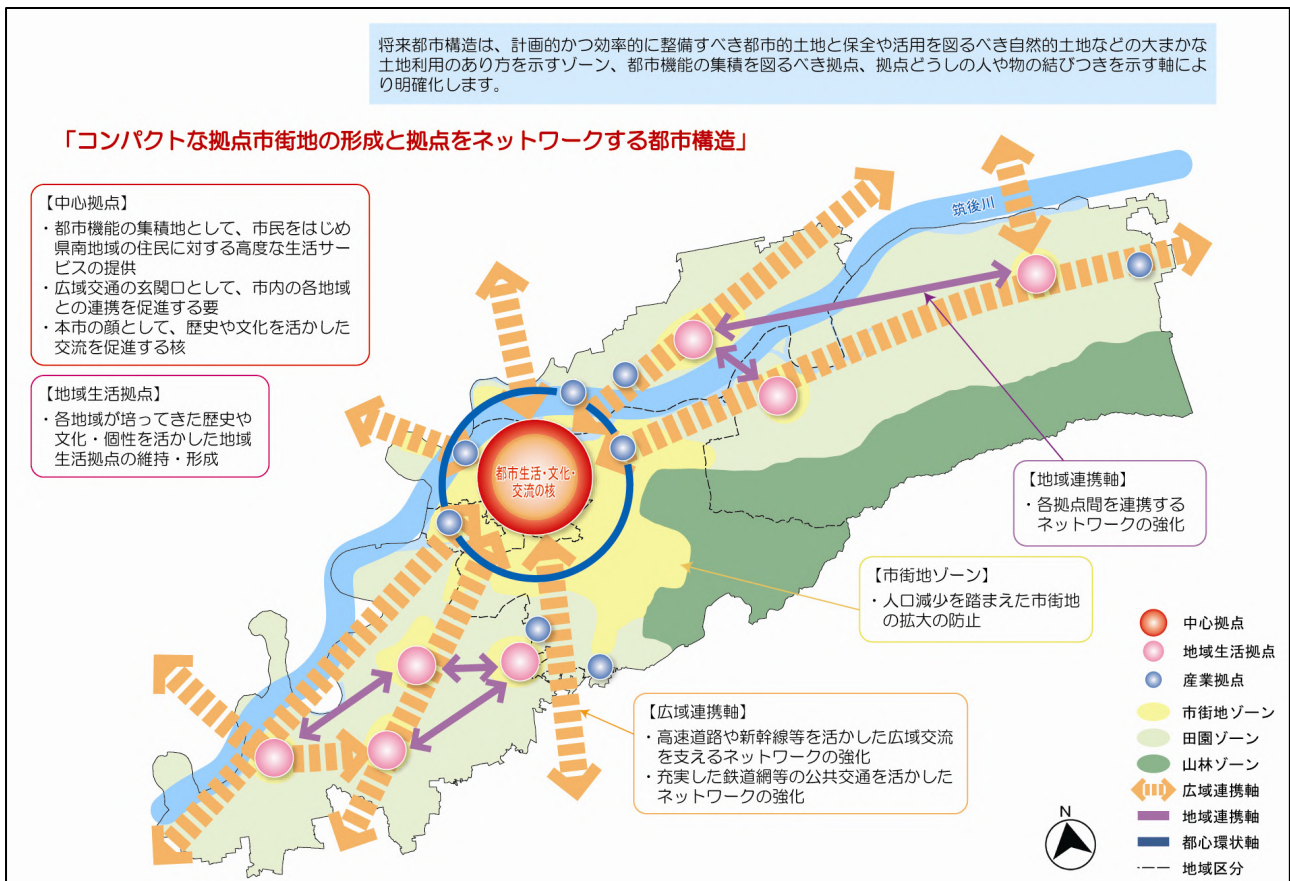 将来都市構造は、計画的かつ効率的に整備すべき都市的土地と保全や活用を図るべき自然的土地などの大まかな
土地利用のあり方を示すゾーン、都市機能の集積を図るべき拠点、拠点どうしの人や物の結びつきを示す軸によ
り明確化します。
「コンパクトな拠点市街地の形成と拠点をネットワークする都市構造」
【中心拠点】
・都市機能の集積地として、市民をはじめ
県南地域の住民に対する高度な生活サー
ビスの提供
・広域交通の玄関口として、市内の各地域
との連携を促進する要
・本市の顔として、歴史や文化を活かした
交流を促進する核
【地域生活拠点】
・各地域が培ってきた歴史や
文化・個性を活かした地域
生活拠点の維持・形成
筑後川
都市生活・文化・
交流の核
【地域連携軸】
・各拠点間を連携する
ネットワークの強化
【市街地ゾーン】
・人口減少を踏まえた市街地
の拡大の防止
【広域連携軸】
・高速道路や新幹線等を活かした広域交流
を支えるネットワークの強化
・充実した鉄道網等の公共交通を活かした
ネットワークの強化
中心拠点
地域生活拠点
産業拠点
市街地ゾーン
田園ゾーン
山林ゾーン
広域連携軸
地域連携軸
都心環状軸
地域区分
N